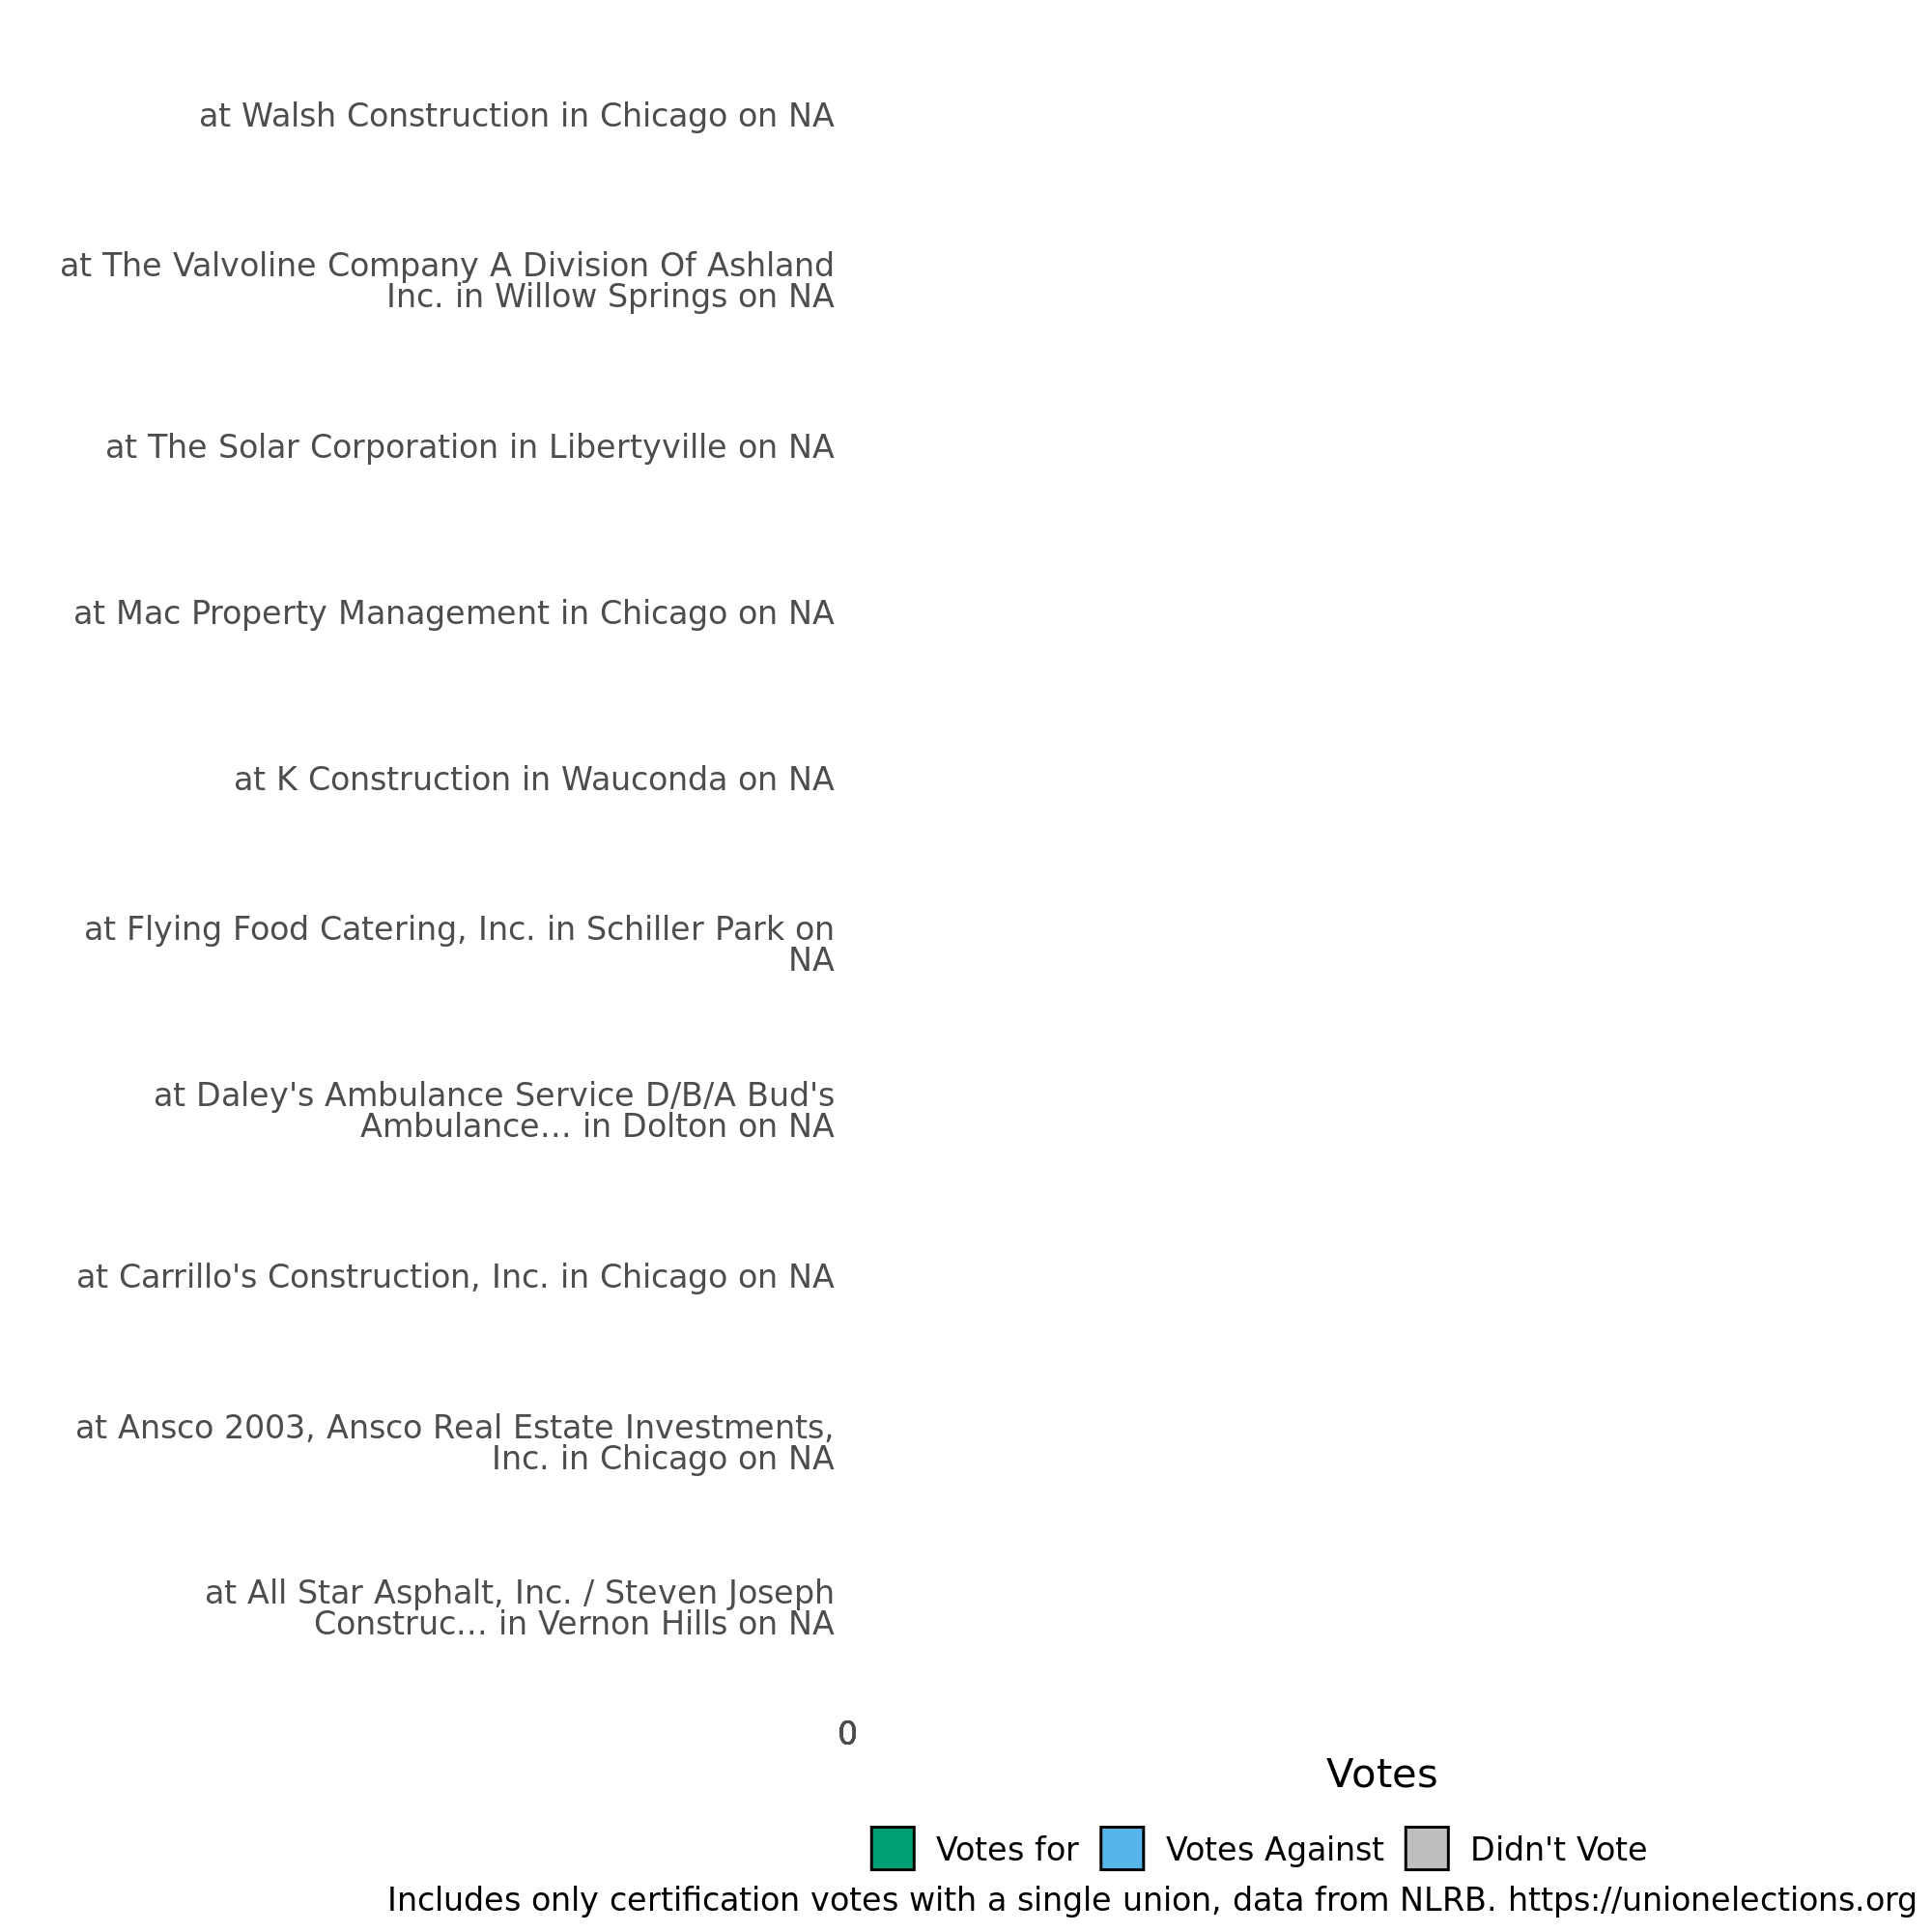 at Walsh Construction in Chicago on NA
at The Valvoline Company A Division Of Ashland
Inc. in Willow Springs on NA
at The Solar Corporation in Libertyville on NA
at Mac Property Management in Chicago on NA
at K Construction in Wauconda on NA
at Flying Food Catering, Inc. in Schiller Park on
NA
at Daley's Ambulance Service D/B/A Bud's
Ambulance... in Dolton on NA
at Carrillo's Construction, Inc. in Chicago on NA
at Ansco 2003, Ansco Real Estate Investments,
Inc. in Chicago on NA
at All Star Asphalt, Inc. / Steven Joseph
Construc... in Vernon Hills on NA
0
Votes
Votes for Votes Against Didn't Vote
Includes only certification votes with a single union, data from NLRB. https://unionelections.org